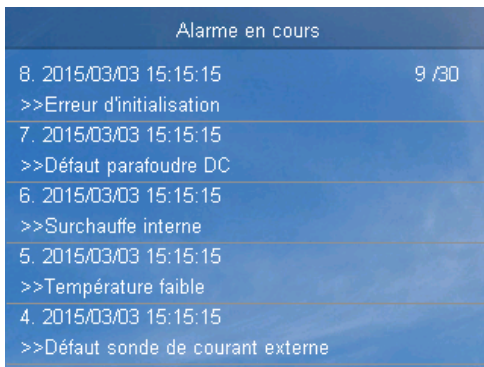 Alarme en cours
8. 2015/03/03 15:15:15 9 /30
>>Erreur d'initialisation
7. 2015/03/03 15:15:15
>>Défaut parafoudre DC
6. 2015/03/03 15:15:15
>>Surchauffe interne
5. 2015/03/03 15:15:15
>>Température faible
4. 2015/03/03 15:15:15
>>Défaut sonde de courant externe